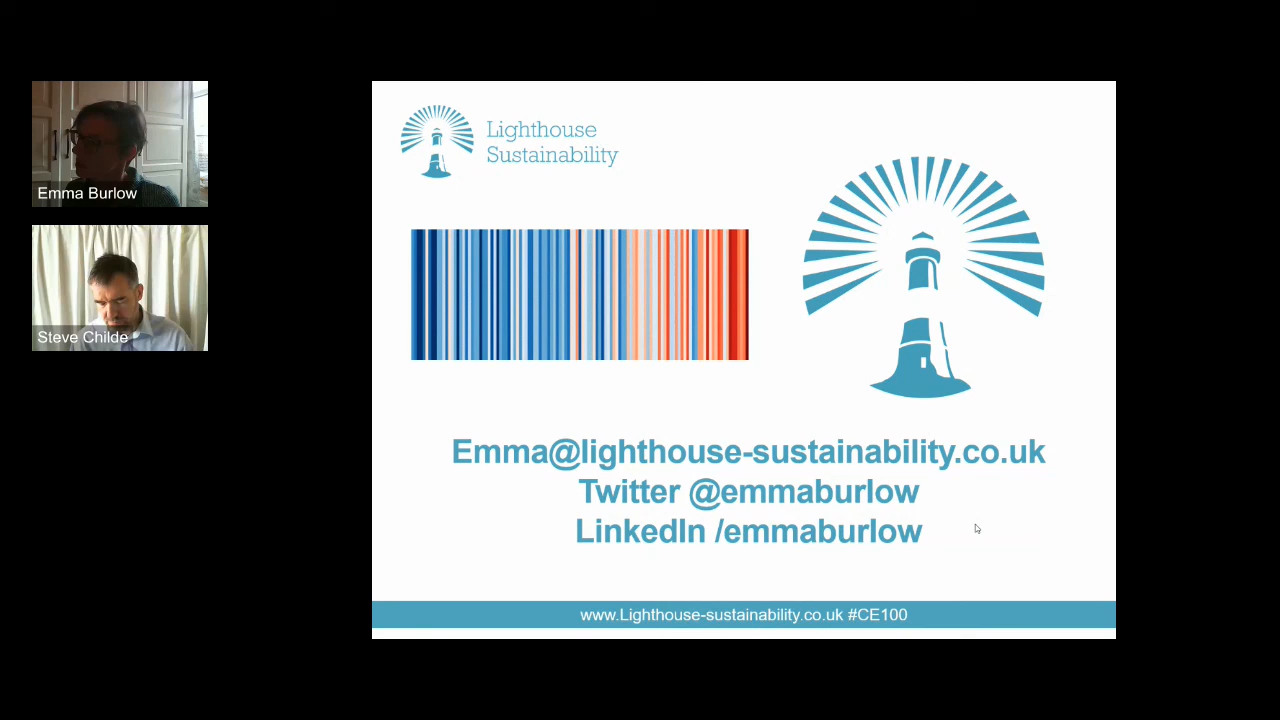 Emma Burlow
Steve Childe
Lighthouse
Sustainability
Emma@lighthouse-sustainability.co.uk
Twitter @emmaburlow
LinkedIn /emmaburlow
www.Lighthouse-sustainability.co.uk #CE100